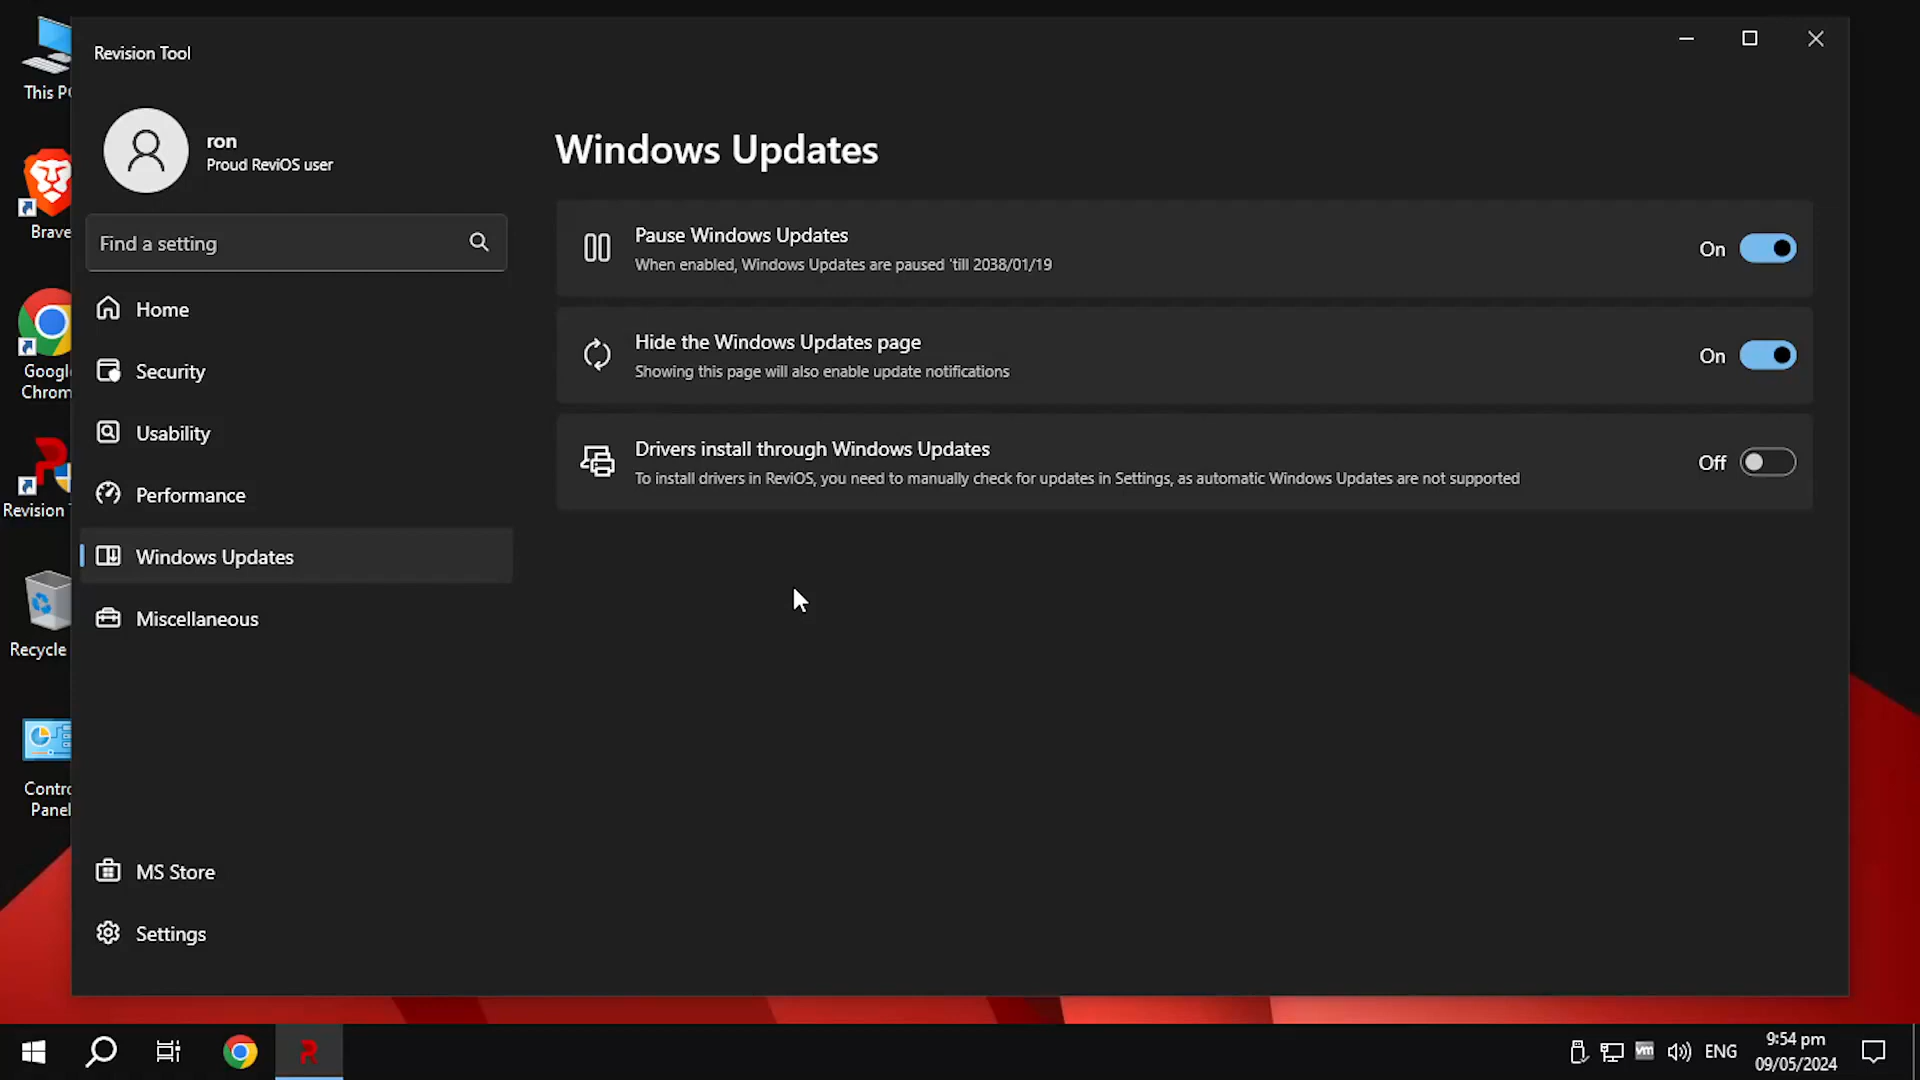 This PC
Brave
Google
Chrom
Revision T
Recycle
Contro
Panel
Revision Tool
ron
Proud ReviOS user
Find a setting
Home
Security
Usability
Performance
Windows Updates
Miscellaneous
MS Store
Settings
Windows Updates
Pause Windows Updates
When enabled, Windows Updates are paused 'till 2038/01/19
On
Hide the Windows Updates page
Showing this page will also enable update notifications
On
Drivers install through Windows Updates
To install drivers in ReviOS, you need to manually check for updates in Settings, as automatic Windows Updates are not supported
Off
vm
ENG
9:54 pm
09/05/2024